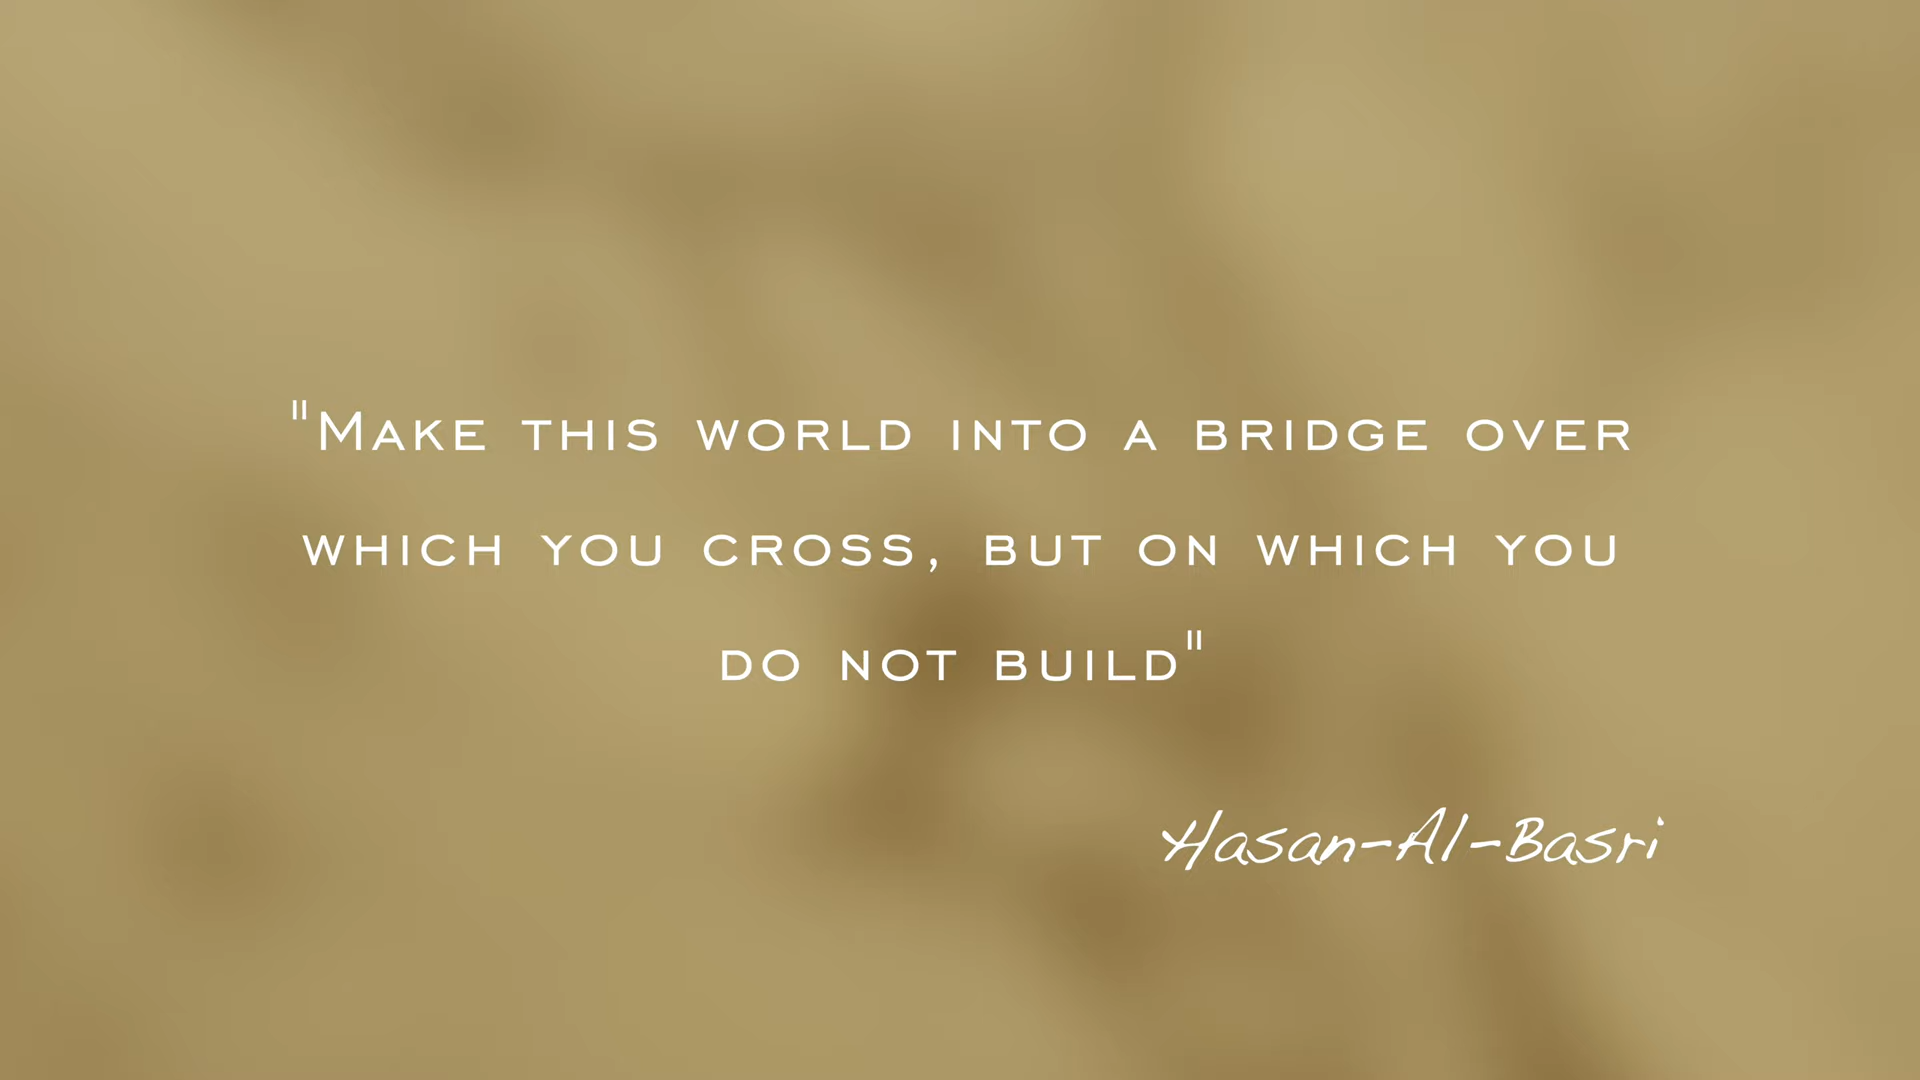 "Make this world into a bridge over
which you cross, but on which you
do not build"
Hasan-Al-Basri